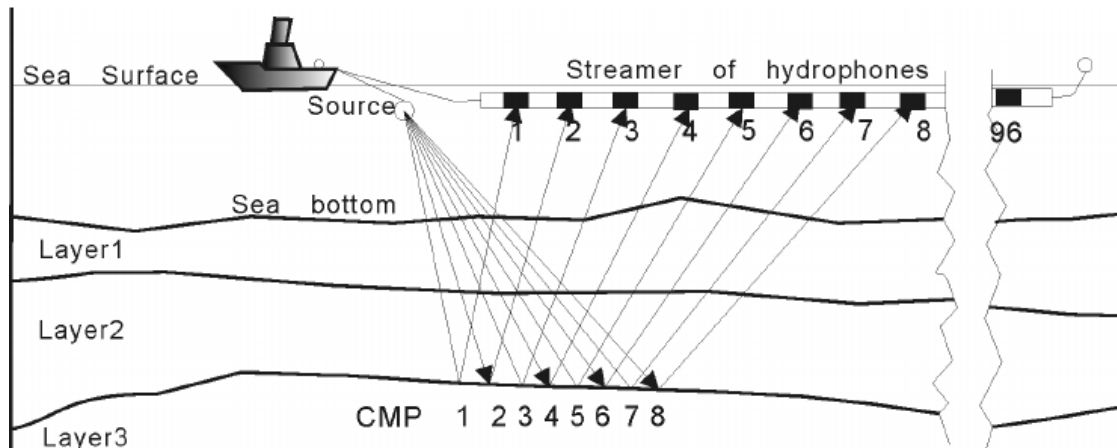 Sea Surface
Streamer of hydrophones
Source
1 2 3 4 5 6 7 8 96
Sea bottom
Layer1
Layer2
CMP 1 2 3 4 5 6 7 8
Layer3